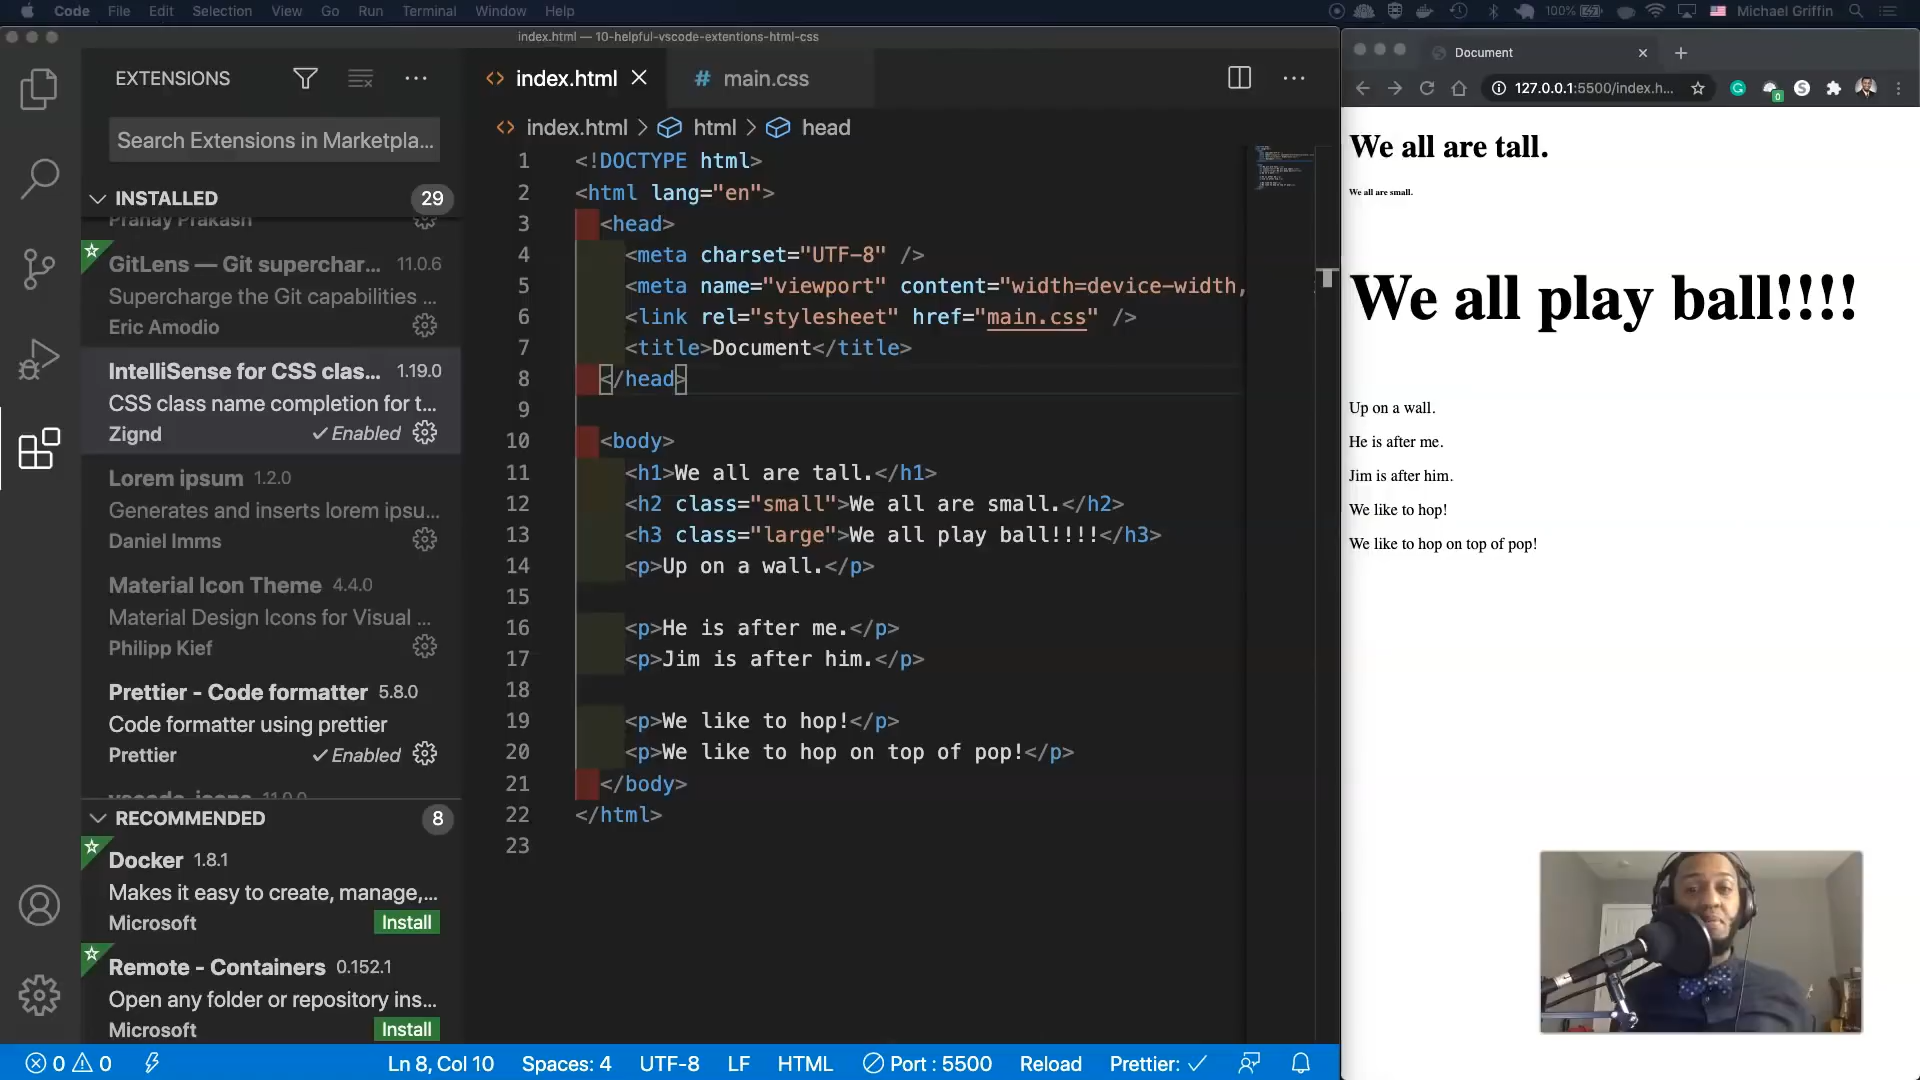 Code File Edit Selection View Go Run Terminal Window Help
100% Michael Griffin
index.html — 10-helpful-vscode-extentions-html-css
EXTENSIONS
Search Extensions in Marketpla...
INSTALLED 29
Pranay Prakash
GitLens — Git superchar... 11.0.6
Supercharge the Git capabilities ...
Eric Amodio
IntelliSense for CSS clas... 1.19.0
CSS class name completion for t...
Zignd ✓ Enabled
Lorem ipsum 1.2.0
Generates and inserts lorem ipsu...
Daniel Imms
Material Icon Theme 4.4.0
Material Design Icons for Visual ...
Philipp Kief
Prettier - Code formatter 5.8.0
Code formatter using prettier
Prettier ✓ Enabled
RECOMMENDED 8
Docker 1.8.1
Makes it easy to create, manage,...
Microsoft Install
Remote - Containers 0.152.1
Open any folder or repository ins...
Microsoft Install
<> index.html # main.css
<> index.html > html > head
1 <!DOCTYPE html>
2 <html lang="en">
3 <head>
4 <meta charset="UTF-8" />
5 <meta name="viewport" content="width=device-width,
6 <link rel="stylesheet" href="main.css" />
7 <title>Document</title>
8 </head>
9
10 <body>
11 <h1>We all are tall.</h1>
12 <h2 class="small">We all are small.</h2>
13 <h3 class="large">We all play ball!!!!</h3>
14 <p>Up on a wall.</p>
15
16 <p>He is after me.</p>
17 <p>Jim is after him.</p>
18
19 <p>We like to hop!</p>
20 <p>We like to hop on top of pop!</p>
21 </body>
22 </html>
23
0 0 Ln 8, Col 10 Spaces: 4 UTF-8 LF HTML Port : 5500 Reload Prettier: ✓
Document
127.0.0.1:5500/index.h...
We all are tall.
We all are small.
We all play ball!!!!
Up on a wall.
He is after me.
Jim is after him.
We like to hop!
We like to hop on top of pop!